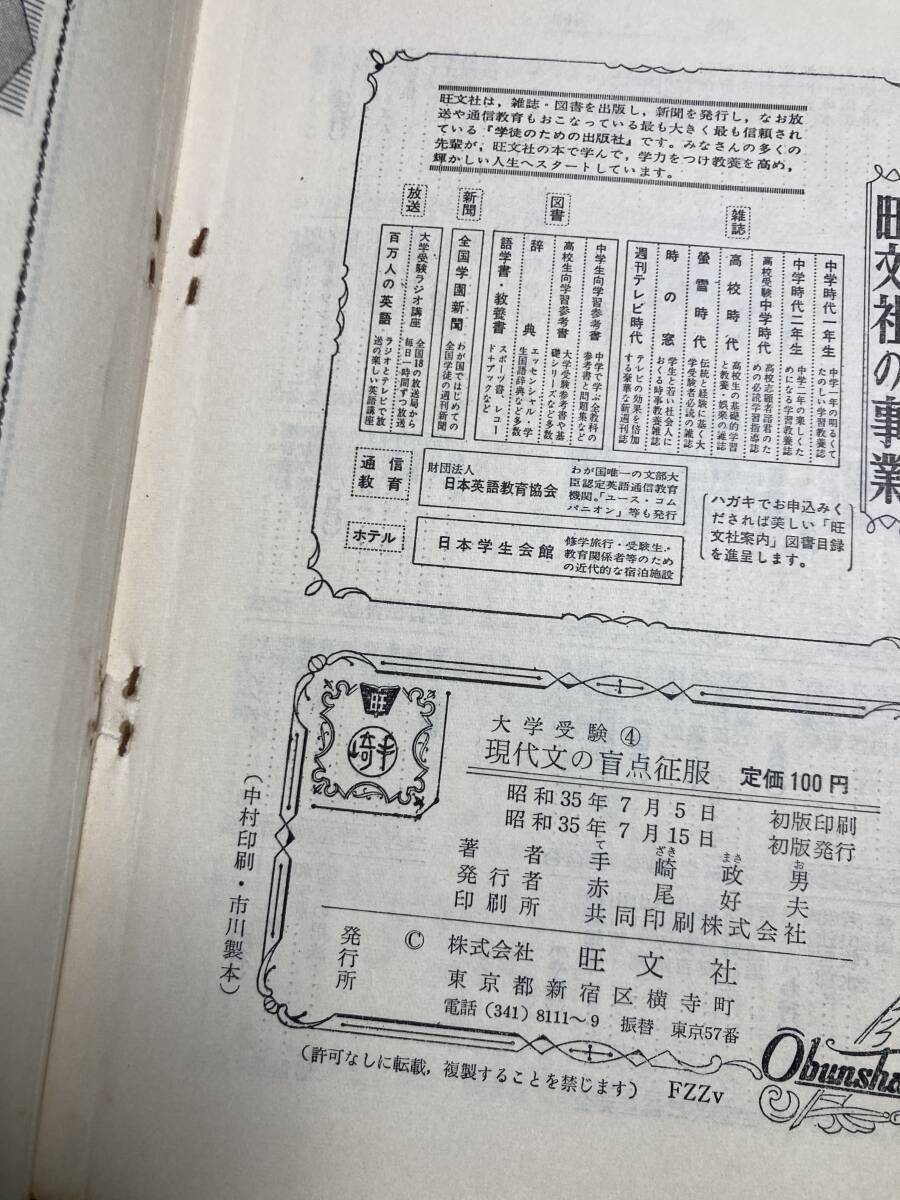 旺文社の事業
旺文社は，雑誌・図書を出版し，新聞を発行し，なお放
送や通信教育もおこなっている最も大きく最も信頼され
ている『学徒のための出版社』です。みなさんの多くの
先輩が，旺文社の本で学んで，学力をつけ教養を高め，
輝かしい人生へスタートしています。
雑誌
中学時代一年生
中学一年の明るくて
たのしい学習教養誌
中学時代二年生
中学二年の楽しくた
めになる学習教養誌
高校受験中学時代
高校志願者諸君のた
めの必読学習指導誌
高校時代
高校生の基礎的学習
と教養・娯楽の雑誌
螢雪時代
伝統と経験に基く大
学受験者必読の雑誌
時の窓
学生と若い社会人に
おくる時事教養雑誌
週刊テレビ時代
テレビの効果を倍加
する豪華な新週刊誌
図書
中学生向学習参考書
中学で学ぶ全教科の
参考書と問題集など
高校生向学習参考書
大学受験参考書や基
礎シリーズなど多数
辞典
エッセンシャル・学
生国語辞典など多数
語学書・教養書
スポーツ書，レコー
ド＋ブックなど
新聞
全国学園新聞
わが国ではじめての
全国学徒の週刊新聞
放送
大学受験ラジオ講座
全国18の放送局から
毎日一時間ずつ放送
百万人の英語
ラジオとテレビで放
送の楽しい英語講座
通信
教育
財団法人
日本英語教育協会
わが国唯一の文部大
臣認定英語通信教育
機関。「ユース・コム
パニオン」等も発行
ホテル
日本学生会館
修学旅行・受験生・
教育関係者等のため
の近代的な宿泊施設
ハガキでお申込みく
だされば美しい「旺
文社案内」図書目録
を進呈します。
旺
手崎
大学受験④
現代文の盲点征服 定価100円
昭和35年7月5日 初版印刷
昭和35年7月15日 初版発行
著者 手崎政男
て ざき まさ お
発行者 赤尾好夫
印刷所 共同印刷株式会社
発行所
© 株式会社 旺文社
東京都新宿区横寺町
電話（341）8111～9 振替 東京57番
(中村印刷・市川製本)
(許可なしに転載，複製することを禁じます) FZZv
Obunsha